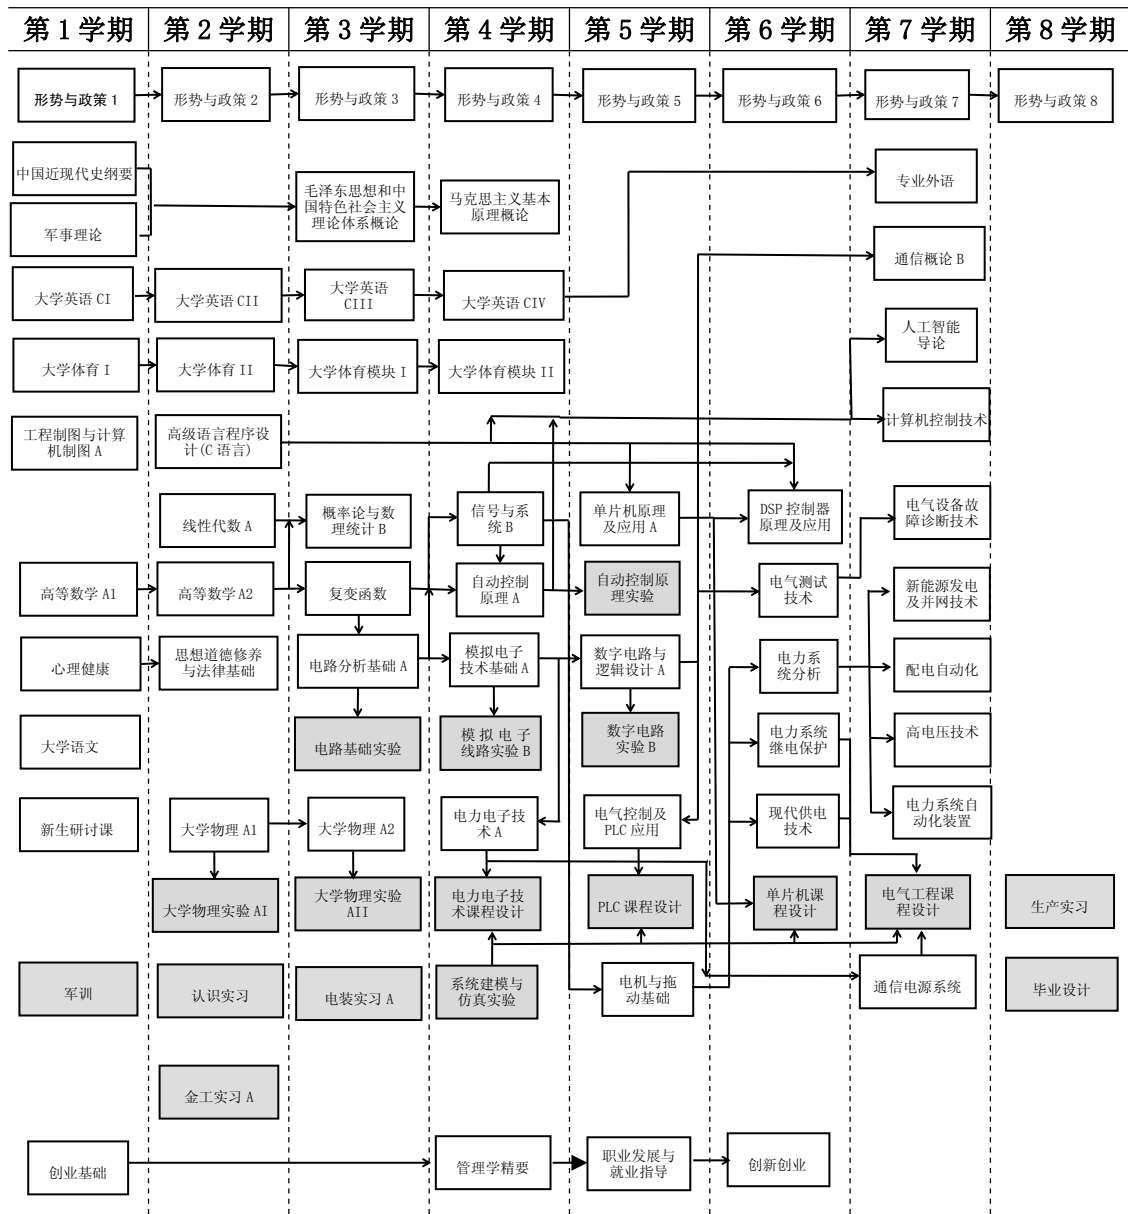 第 1 学期
第 2 学期
第 3 学期
第 4 学期
第 5 学期
第 6 学期
第 7 学期
第 8 学期
形势与政策 1
形势与政策 2
形势与政策 3
形势与政策 4
形势与政策 5
形势与政策 6
形势与政策 7
形势与政策 8
中国近现代史纲要
军事理论
毛泽东思想和中
国特色社会主义
理论体系概论
马克思主义基本
原理概论
专业外语
通信概论 B
大学英语 CI
大学英语 CII
大学英语
CIII
大学英语 CIV
人工智能
导论
大学体育 I
大学体育 II
大学体育模块 I
大学体育模块 II
工程制图与计算
机制图 A
高级语言程序设
计(C 语言)
计算机控制技术
线性代数 A
概率论与数
理统计 B
信号与系
统 B
单片机原理
及应用 A
DSP 控制器
原理及应用
电气设备故
障诊断技术
高等数学 A1
高等数学 A2
复变函数
自动控制
原理 A
自动控制原
理实验
电气测试
技术
新能源发电
及并网技术
心理健康
思想道德修养
与法律基础
电路分析基础 A
模拟电子
技术基础 A
数字电路与
逻辑设计 A
电力系
统分析
配电自动化
大学语文
电路基础实验
模 拟 电 子
线路实验 B
数字电路
实验 B
电力系统
继电保护
高电压技术
新生研讨课
大学物理 A1
大学物理 A2
电力电子技
术 A
电气控制及
PLC 应用
现代供电
技术
电力系统自
动化装置
大学物理实验 AI
大学物理实验
AII
电力电子技
术课程设计
PLC 课程设计
单片机课
程设计
电气工程课
程设计
生产实习
军训
认识实习
电装实习 A
系统建模与
仿真实验
电机与拖
动基础
通信电源系统
毕业设计
金工实习 A
创业基础
管理学精要
职业发展与
就业指导
创新创业